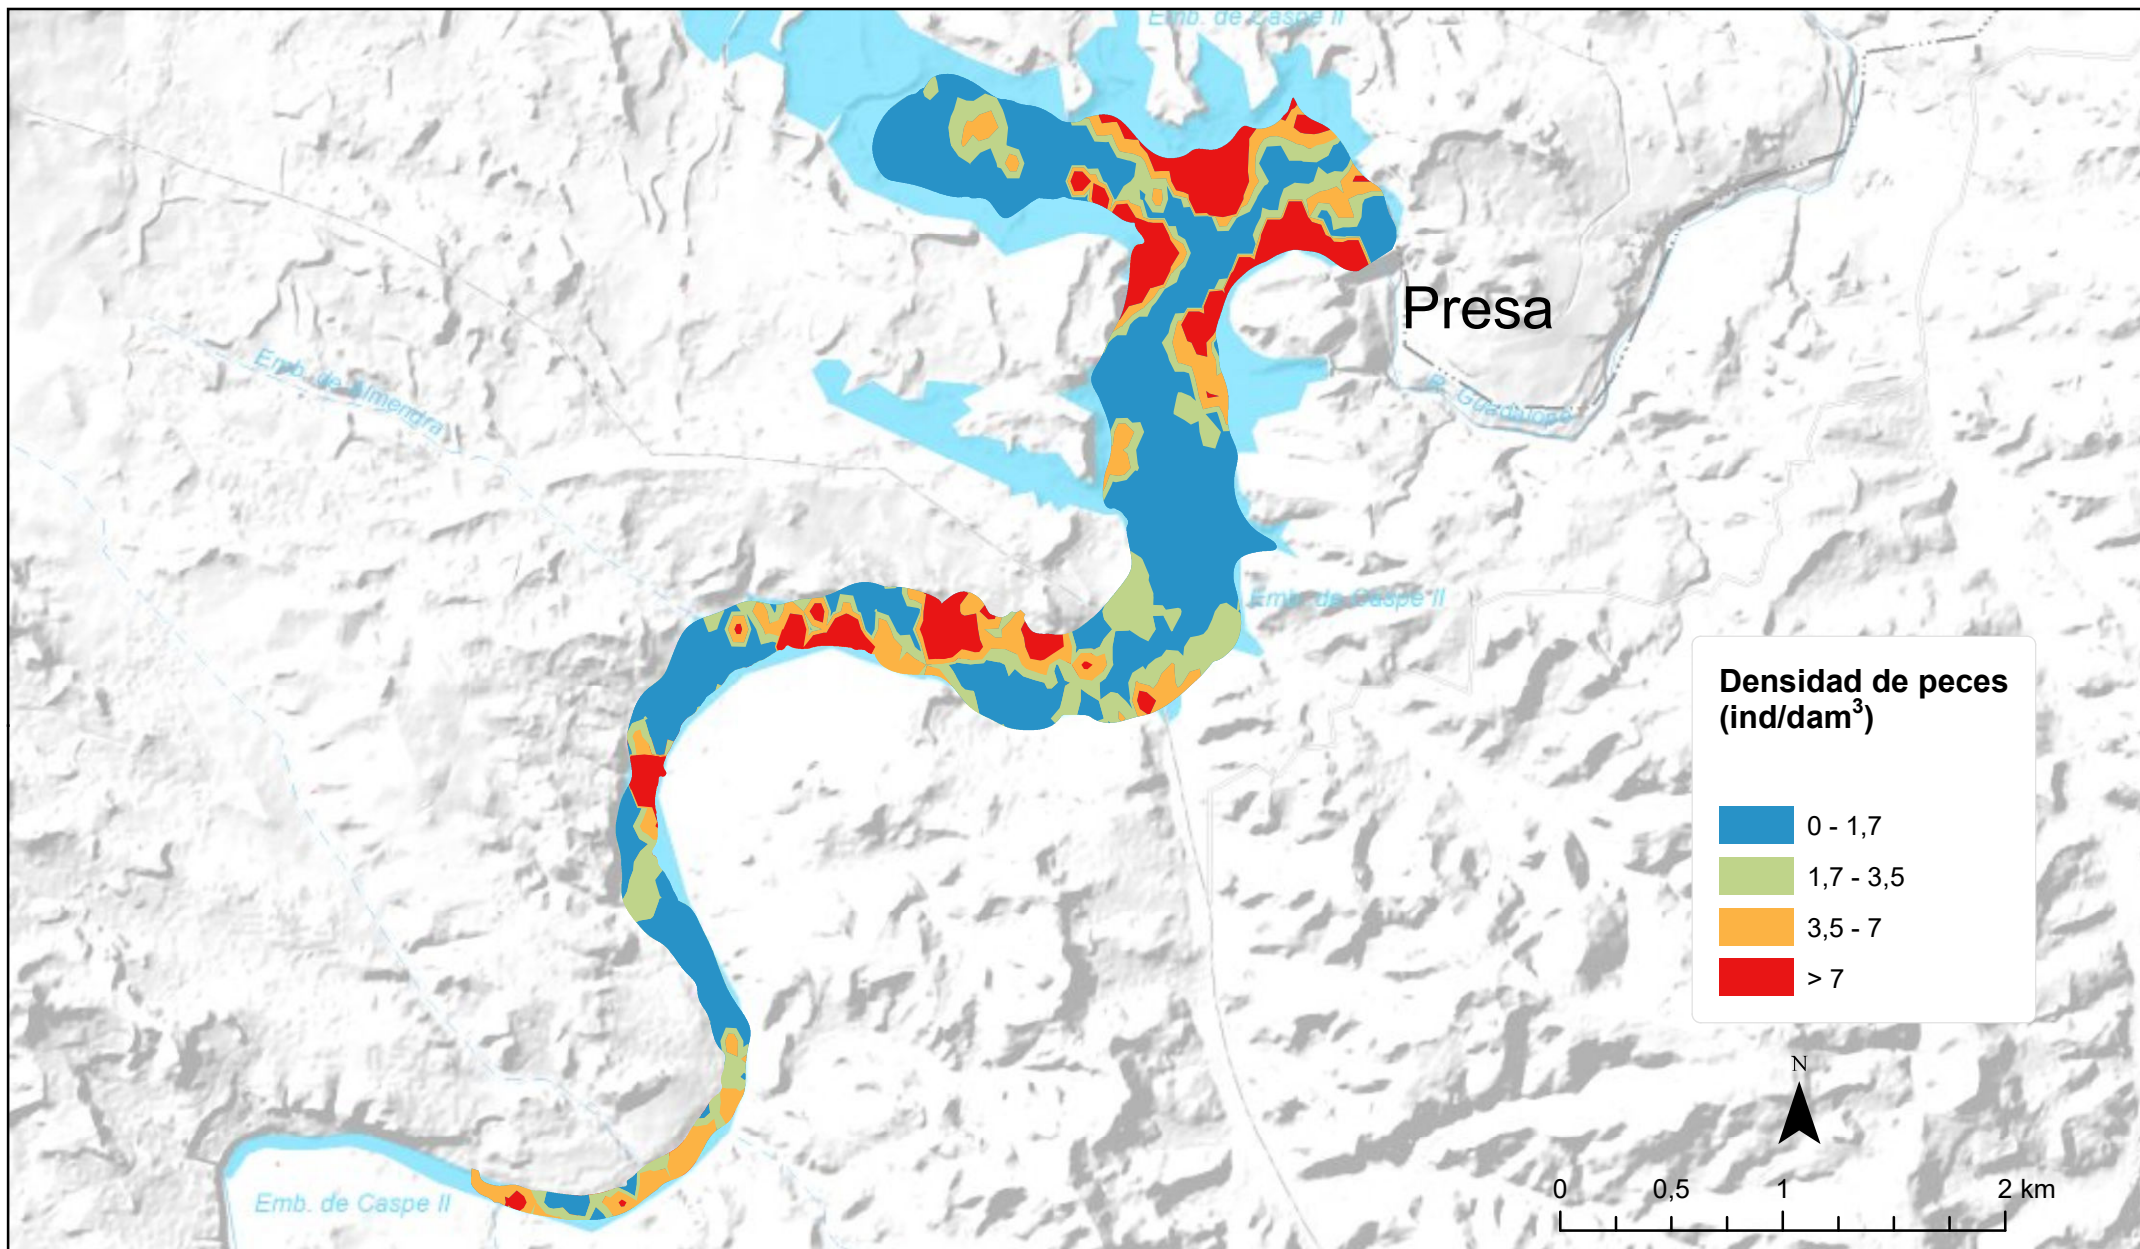 Emb. de Caspe II
Presa
Emb. de Almendra
R. Guadalope
Emb. de Caspe II
Densidad de peces
(ind/dam³)
0 - 1,7
1,7 - 3,5
3,5 - 7
> 7
N
0 0,5 1 2 km
Emb. de Caspe II